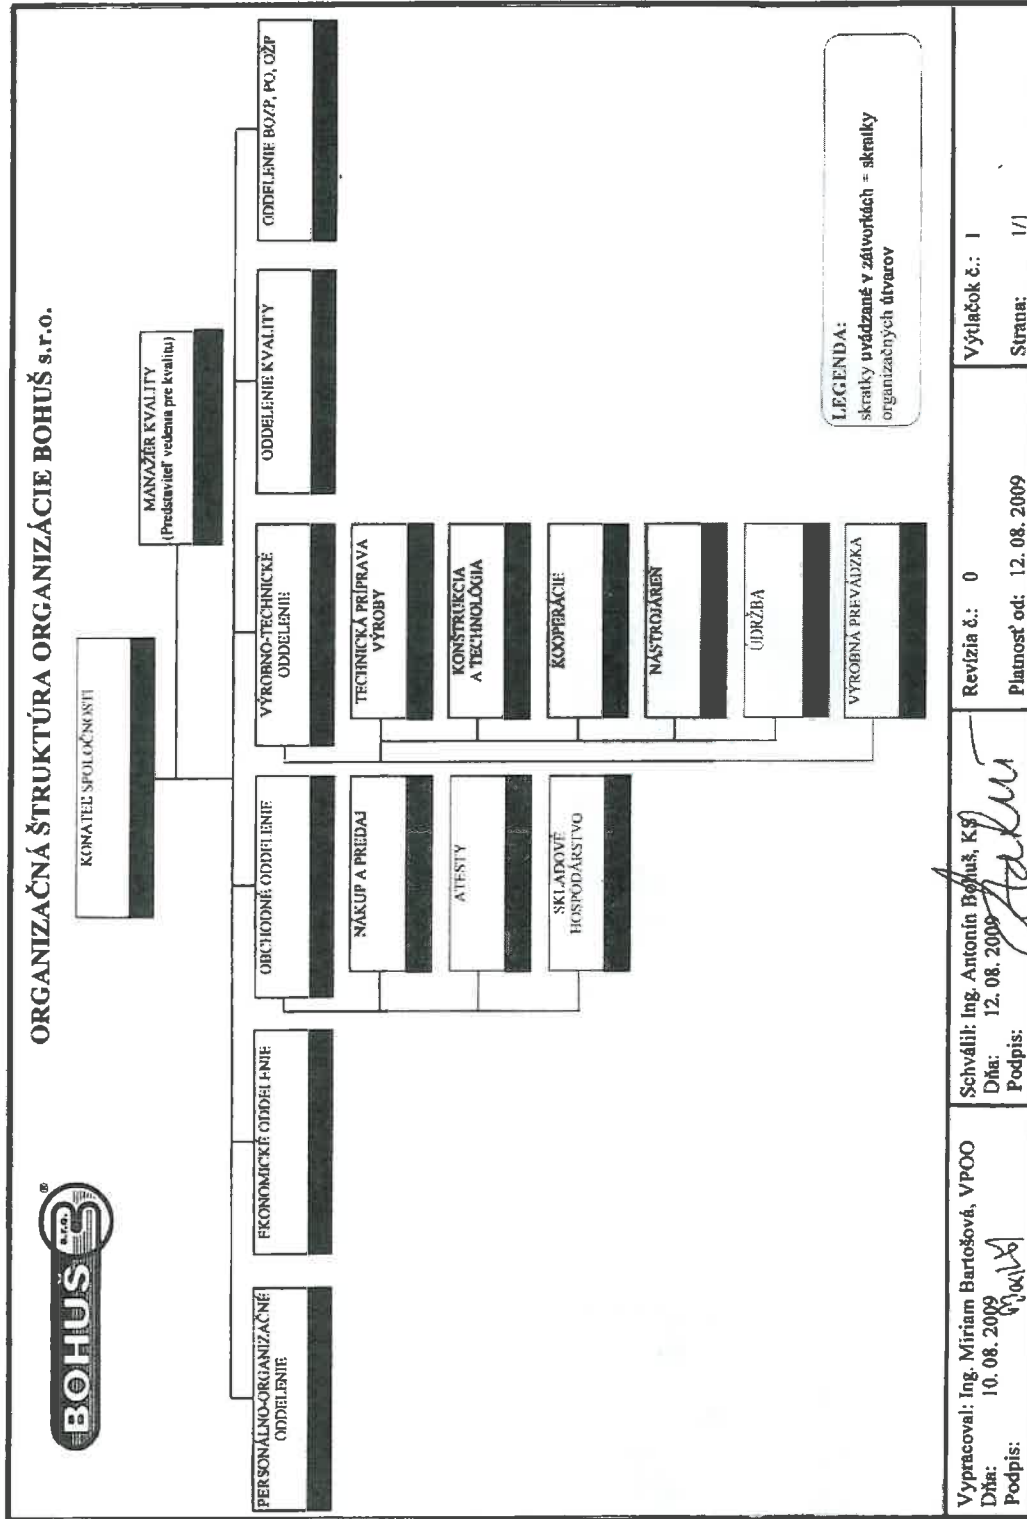 BOHUŠ s.r.o. ®
ORGANIZAČNÁ ŠTRUKTÚRA ORGANIZÁCIE BOHUŠ s.r.o.
KONATEĽ SPOLOČNOSTI
MANAŽÉR KVALITY
(Predstaviteľ vedenia pre kvalitu)
PERSONÁLNO-ORGANIZAČNÉ
ODDELENIE
EKONOMICKÉ ODDELENIE
OBCHODNÉ ODDELENIE
VÝROBNO-TECHNICKÉ
ODDELENIE
ODDELENIE KVALITY
ODDELENIE BOZP, PO, OŽP
NÁKUP A PREDAJ
ATESTY
SKLADOVÉ
HOSPODÁRSTVO
TECHNICKÁ PRÍPRAVA
VÝROBY
KONŠTRUKCIA
A TECHNOLÓGIA
KOOPERÁCIE
NÁSTROJÁREŇ
ÚDRŽBA
VÝROBNÁ PREVÁDZKA
LEGENDA:
skratky uvádzané v zátvorkách = skratky
organizačných útvarov
Vypracoval: Ing. Miriam Bartošová, VPOO
Dňa: 10. 08. 2009
Podpis:
Schválil: Ing. Antonín Bohuš, KS
Dňa: 12. 08. 2009
Podpis:
Revízia č.: 0
Platnosť od: 12. 08. 2009
Výtlačok č.: 1
Strana: 1/1